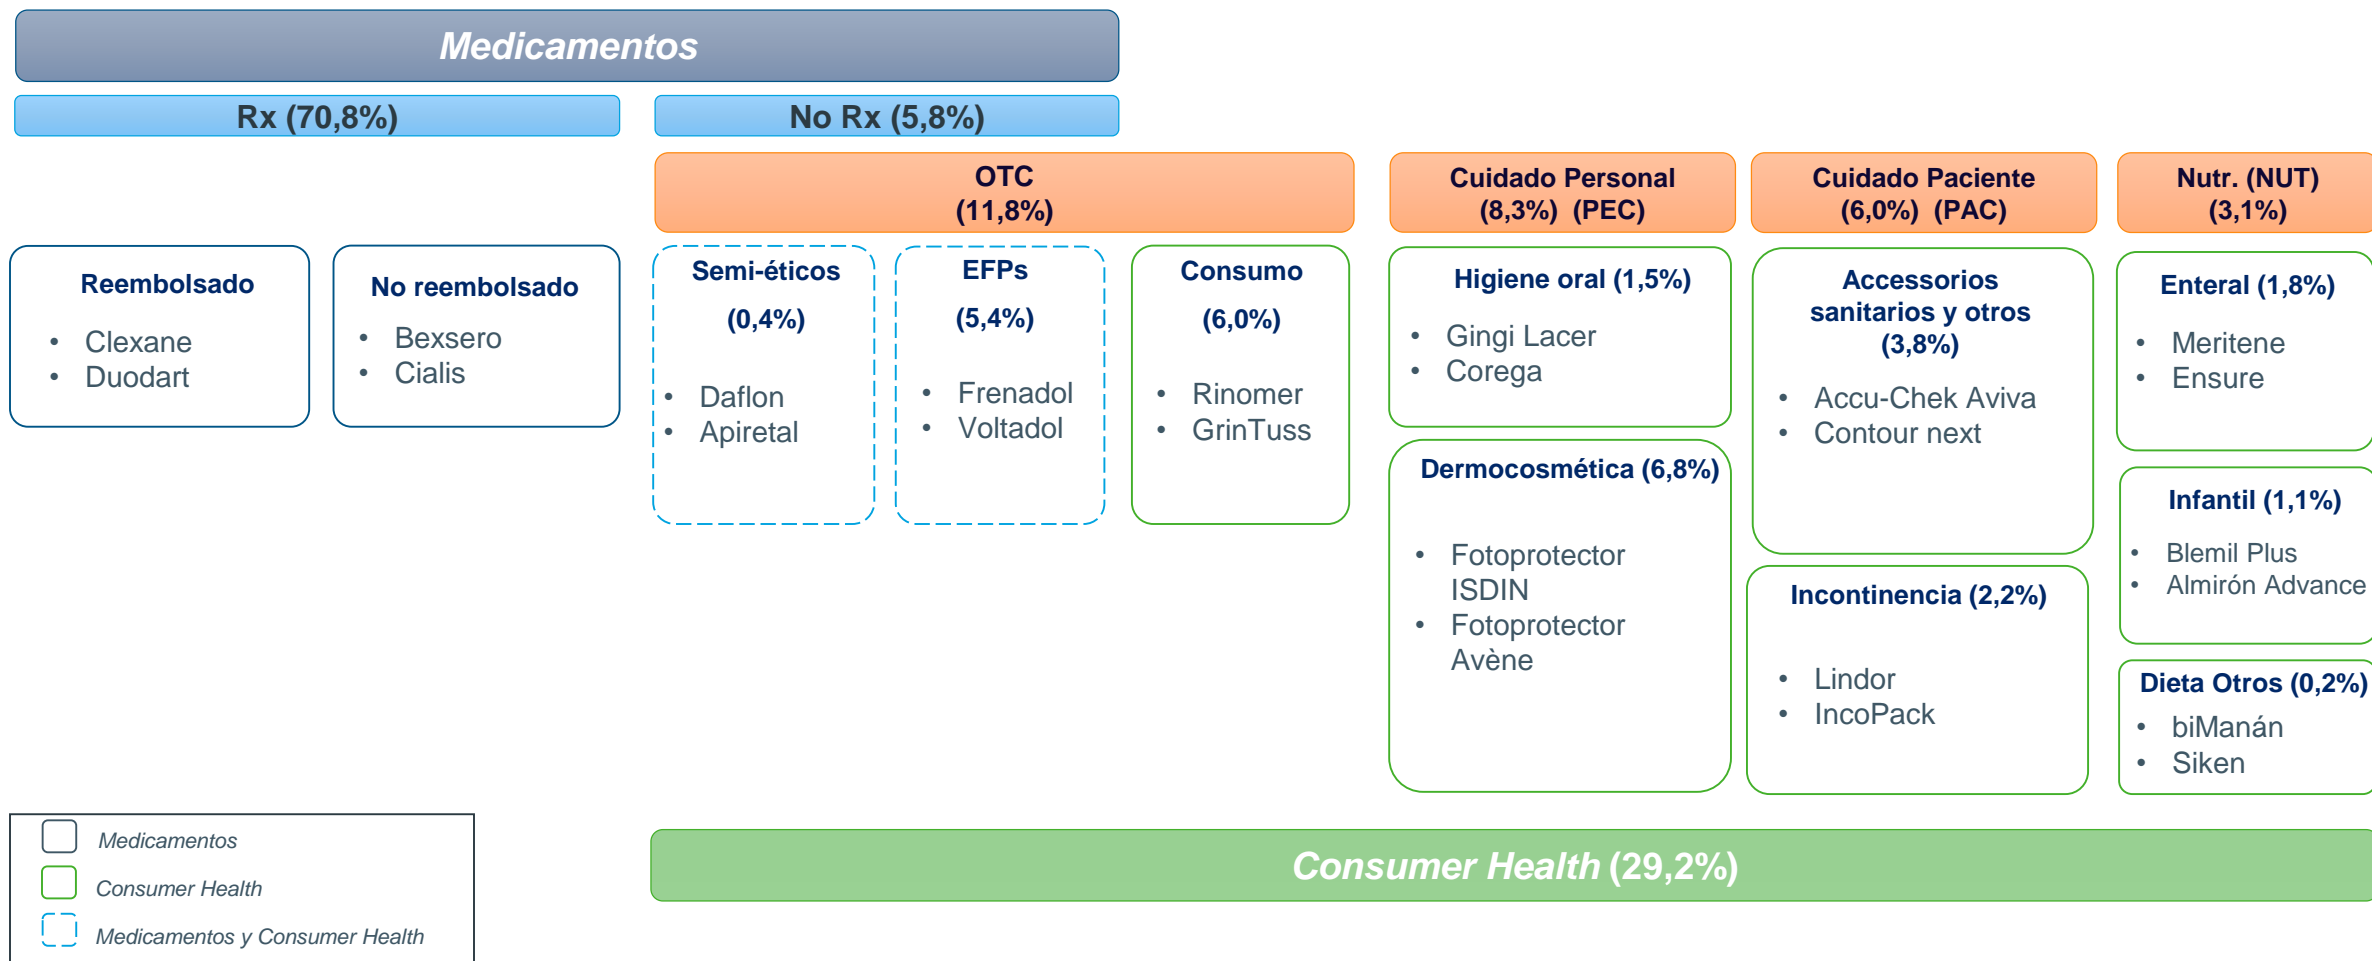 Medicamentos
Rx (70,8%)
No Rx (5,8%)
OTC
(11,8%)
Cuidado Personal
(8,3%)  (PEC)
Cuidado Paciente
(6,0%)  (PAC)
Nutr. (NUT)
(3,1%)
Reembolsado
• Clexane
• Duodart
No reembolsado
• Bexsero
• Cialis
Semi-éticos
(0,4%)
• Daflon
• Apiretal
EFPs
(5,4%)
• Frenadol
• Voltadol
Consumo
(6,0%)
• Rinomer
• GrinTuss
Higiene oral (1,5%)
• Gingi Lacer
• Corega
Dermocosmética (6,8%)
• Fotoprotector
ISDIN
• Fotoprotector
Avène
Accessorios
sanitarios y otros
(3,8%)
• Accu-Chek Aviva
• Contour next
Incontinencia (2,2%)
• Lindor
• IncoPack
Enteral (1,8%)
• Meritene
• Ensure
Infantil (1,1%)
• Blemil Plus
• Almirón Advance
Dieta Otros (0,2%)
• biManán
• Siken
Medicamentos
Consumer Health
Medicamentos y Consumer Health
Consumer Health (29,2%)